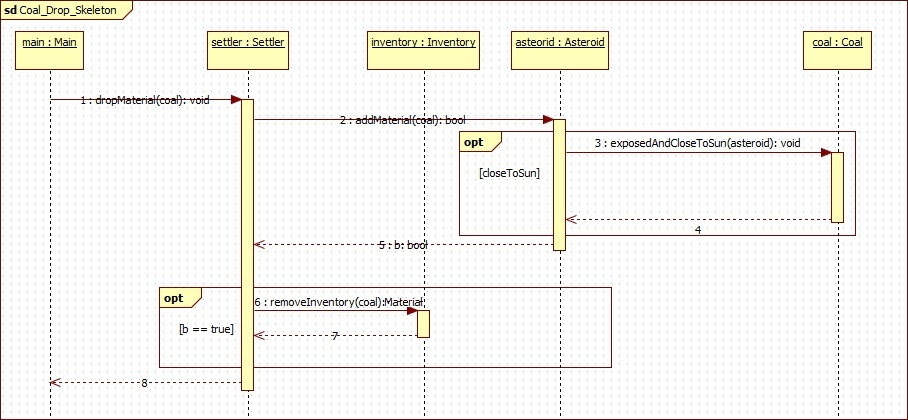 sd Coal_Drop_Skeleton
main : Main
settler : Settler
inventory : Inventory
asteorid : Asteroid
coal : Coal
1 : dropMaterial(coal): void
2 : addMaterial(coal): bool
opt
3 : exposedAndCloseToSun(asteroid): void
[closeToSun]
4
5 : b: bool
opt
6 : removeInventory(coal):Material
[b == true]
7
8